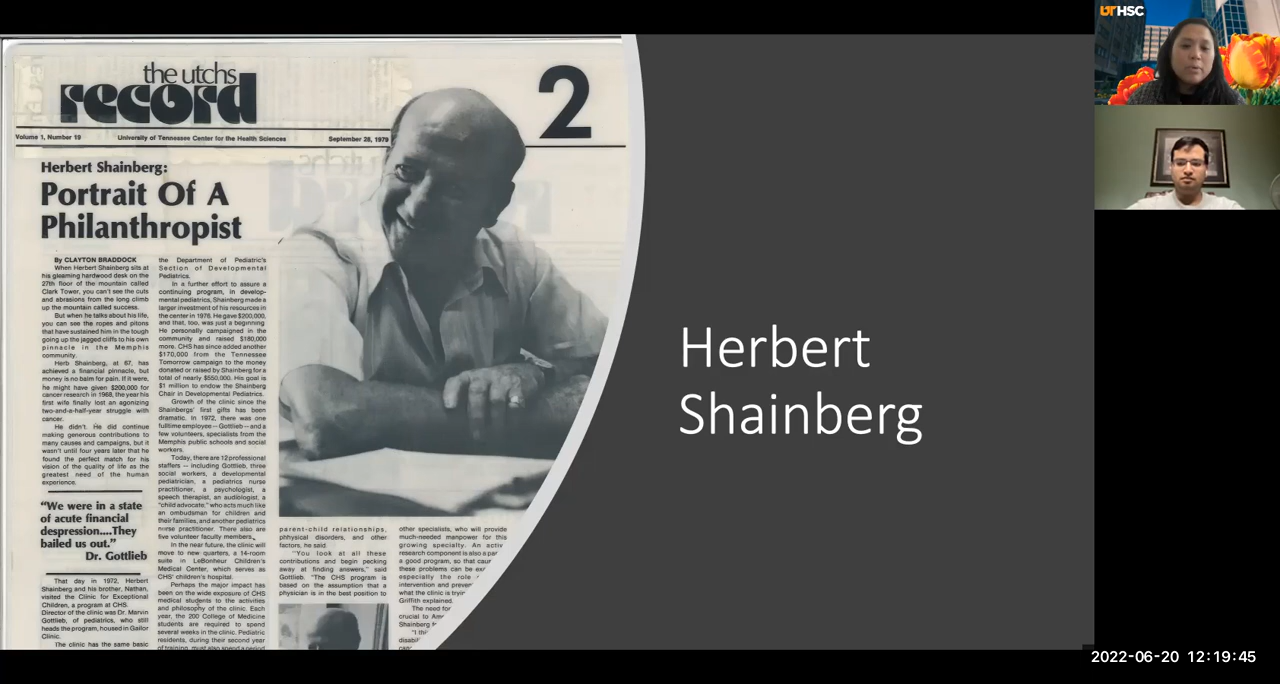 UTHSC
the utchs
record
2
Volume 1, Number 19 University of Tennessee Center for the Health Sciences September 28, 1979
Herbert Shainberg:
Portrait Of A
Philanthropist
By CLAYTON BRADDOCK
When Herbert Shainberg sits at
his gleaming hardwood desk on the
27th floor of the mountain called
Clark Tower, you can't see the cuts
and abrasions from the long climb
up the mountain called success.
But when he talks about his life,
you can see the ropes and pitons
that have sustained him in the tough
going up the jagged cliffs to his own
pinnacle in the Memphis
community.
Herb Shainberg, at 67, has
achieved a financial pinnacle, but
money is no balm for pain. If it were,
he might have given $200,000 for
cancer research in 1968, the year his
first wife finally lost an agonizing
two-and-a-half-year struggle with
cancer.
He didn't. He did continue
making generous contributions to
many causes and campaigns, but it
wasn't until four years later that he
found the perfect match for his
vision of the quality of life as the
greatest need of the human
experience.
"We were in a state
of acute financial
despression....They
bailed us out."
Dr. Gottlieb
That day in 1972, Herbert
Shainberg and his brother, Nathan,
visited the Clinic for Exceptional
Children, a program at CHS.
Director of the clinic was Dr. Marvin
Gottlieb, of pediatrics, who still
heads the program, housed in Gailor
Clinic.
The clinic has the same basic
the Department of Pediatric's
Section of Developmental
Pediatrics.
In a further effort to assure a
continuing program, in develop-
mental pediatrics, Shainberg made a
larger investment of his resources in
the center in 1976. He gave $200,000,
and that, too, was just a beginning.
He personally campaigned in the
community and raised $180,000
more. CHS has since added another
$170,000 from the Tennessee
Tomorrow campaign to the money
donated or raised by Shainberg for a
total of nearly $550,000. His goal is
$1 million to endow the Shainberg
Chair in Developmental Pediatrics.
Growth of the clinic since the
Shainbergs' first gifts has been
dramatic. In 1972, there was one
fulltime employee--Gottlieb--and a
few volunteers, specialists from the
Memphis public schools and social
workers.
Today, there are 12 professional
staffers -- including Gottlieb, three
social workers, a developmental
pediatrician, a pediatrics nurse
practitioner, a psychologist, a
speech therapist, an audiologist, a
"child advocate," who acts much like
an ombudsman for children and
their families, and another pediatrics
nurse practitioner. There also are
five volunteer faculty members.
In the near future, the clinic will
move to new quarters, a 14-room
suite in LeBonheur Children's
Medical Center, which serves as
CHS' children's hospital.
Perhaps the major impact has
been on the wide exposure of CHS
medical students to the activities
and philosophy of the clinic. Each
year, the 200 College of Medicine
students are required to spend
several weeks in the clinic. Pediatric
residents, during their second year
of training, must also spend a period
parent-child relationships,
phhysical disorders, and other
factors, he said.
"You look at all these
contributions and begin pecking
away at finding answers," said
Gottlieb. "The CHS program is
based on the assumption that a
physician is in the best position to
other specialists, who will provide
much-needed manpower for this
growing specialty. An activ
research component is also a par
a good program, so that cau
these problems can be ex
especially the role
intervention and preven
what the clinic is tryin
Griffith explained.
The need for
crucial to Am
Shainberg
"I thi
disabil
can
Herbert
Shainberg
2022-06-20 12:19:45